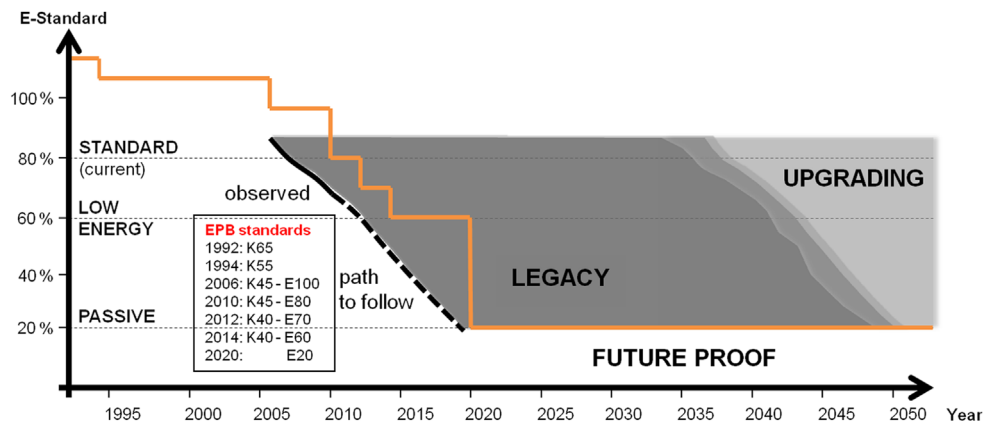 E-Standard
100%
STANDARD
(current)
80%
observed
UPGRADING
LOW
ENERGY
60%
EPB standards
1992: K65
1994: K55
2006: K45-E100
2010: K45-E80
2012: K40-E70
2014: K40-E60
2020: E20
path
to follow
LEGACY
40%
PASSIVE
20%
FUTURE PROOF
1995 2000 2005 2010 2015 2020 2025 2030 2035 2040 2045 2050 Year